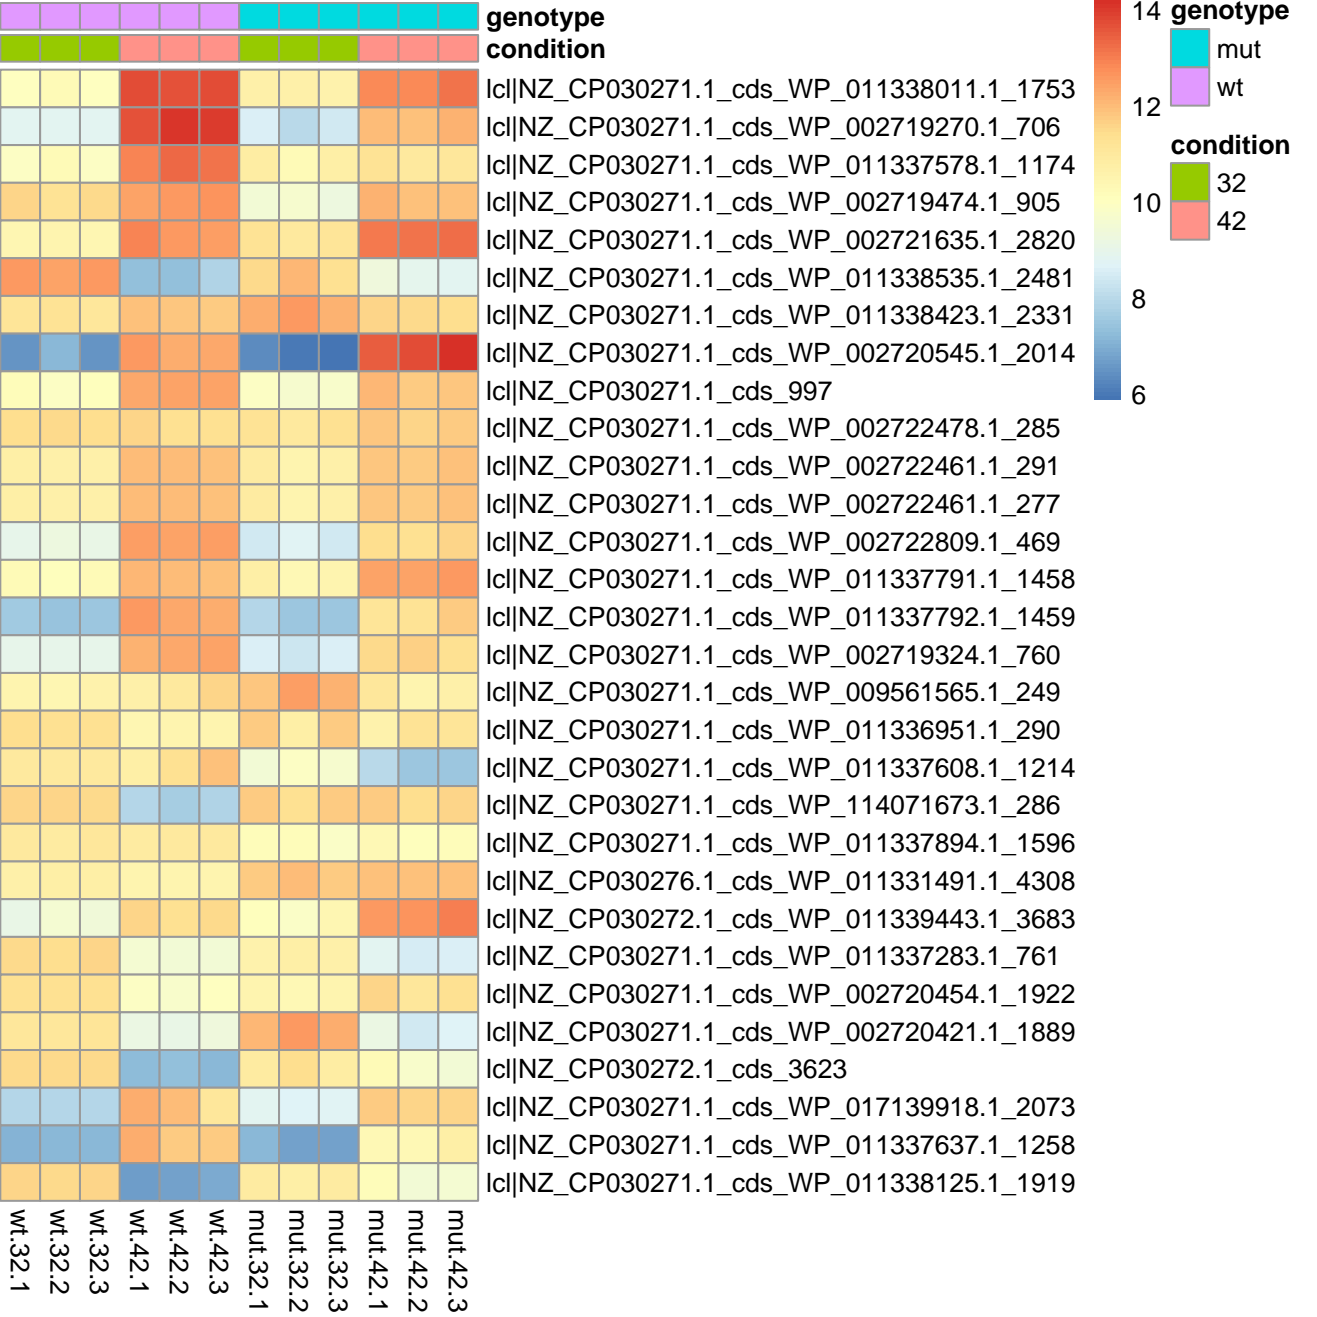 genotype
condition
lcl|NZ_CP030271.1_cds_WP_011338011.1_1753
lcl|NZ_CP030271.1_cds_WP_002719270.1_706
lcl|NZ_CP030271.1_cds_WP_011337578.1_1174
lcl|NZ_CP030271.1_cds_WP_002719474.1_905
lcl|NZ_CP030271.1_cds_WP_002721635.1_2820
lcl|NZ_CP030271.1_cds_WP_011338535.1_2481
lcl|NZ_CP030271.1_cds_WP_011338423.1_2331
lcl|NZ_CP030271.1_cds_WP_002720545.1_2014
lcl|NZ_CP030271.1_cds_997
lcl|NZ_CP030271.1_cds_WP_002722478.1_285
lcl|NZ_CP030271.1_cds_WP_002722461.1_291
lcl|NZ_CP030271.1_cds_WP_002722461.1_277
lcl|NZ_CP030271.1_cds_WP_002722809.1_469
lcl|NZ_CP030271.1_cds_WP_011337791.1_1458
lcl|NZ_CP030271.1_cds_WP_011337792.1_1459
lcl|NZ_CP030271.1_cds_WP_002719324.1_760
lcl|NZ_CP030271.1_cds_WP_009561565.1_249
lcl|NZ_CP030271.1_cds_WP_011336951.1_290
lcl|NZ_CP030271.1_cds_WP_011337608.1_1214
lcl|NZ_CP030271.1_cds_WP_114071673.1_286
lcl|NZ_CP030271.1_cds_WP_011337894.1_1596
lcl|NZ_CP030276.1_cds_WP_011331491.1_4308
lcl|NZ_CP030272.1_cds_WP_011339443.1_3683
lcl|NZ_CP030271.1_cds_WP_011337283.1_761
lcl|NZ_CP030271.1_cds_WP_002720454.1_1922
lcl|NZ_CP030271.1_cds_WP_002720421.1_1889
lcl|NZ_CP030272.1_cds_3623
lcl|NZ_CP030271.1_cds_WP_017139918.1_2073
lcl|NZ_CP030271.1_cds_WP_011337637.1_1258
lcl|NZ_CP030271.1_cds_WP_011338125.1_1919
wt.32.1
wt.32.2
wt.32.3
wt.42.1
wt.42.2
wt.42.3
mut.32.1
mut.32.2
mut.32.3
mut.42.1
mut.42.2
mut.42.3
14
12
10
8
6
genotype
mut
wt
condition
32
42